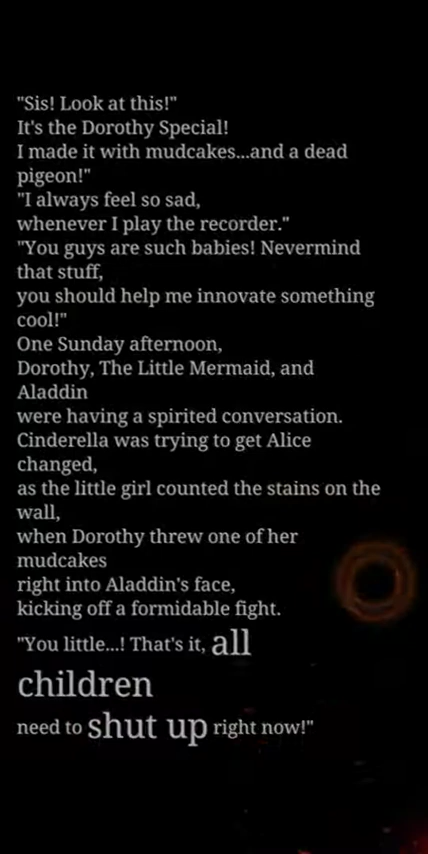 "Sis! Look at this!"
It's the Dorothy Special!
I made it with mudcakes...and a dead
pigeon!"
"I always feel so sad,
whenever I play the recorder."
"You guys are such babies! Nevermind
that stuff,
you should help me innovate something
cool!"
One Sunday afternoon,
Dorothy, The Little Mermaid, and
Aladdin
were having a spirited conversation.
Cinderella was trying to get Alice
changed,
as the little girl counted the stains on the
wall,
when Dorothy threw one of her
mudcakes
right into Aladdin's face,
kicking off a formidable fight.
"You little...! That's it, all
children
need to shut up right now!"